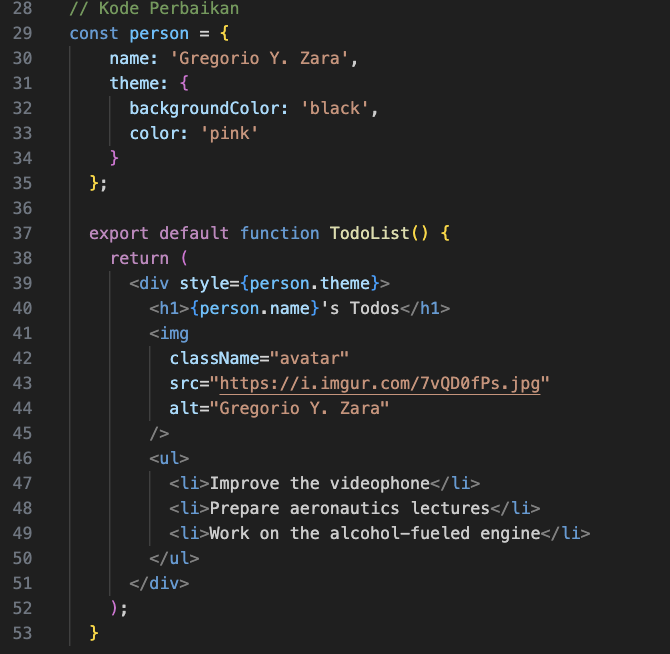 28 // Kode Perbaikan
29 const person = {
30 name: 'Gregorio Y. Zara',
31 theme: {
32 backgroundColor: 'black',
33 color: 'pink'
34 }
35 };
36
37 export default function TodoList() {
38 return (
39 <div style={person.theme}>
40 <h1>{person.name}'s Todos</h1>
41 <img
42 className="avatar"
43 src="https://i.imgur.com/7vQD0fPs.jpg"
44 alt="Gregorio Y. Zara"
45 />
46 <ul>
47 <li>Improve the videophone</li>
48 <li>Prepare aeronautics lectures</li>
49 <li>Work on the alcohol-fueled engine</li>
50 </ul>
51 </div>
52 );
53 }